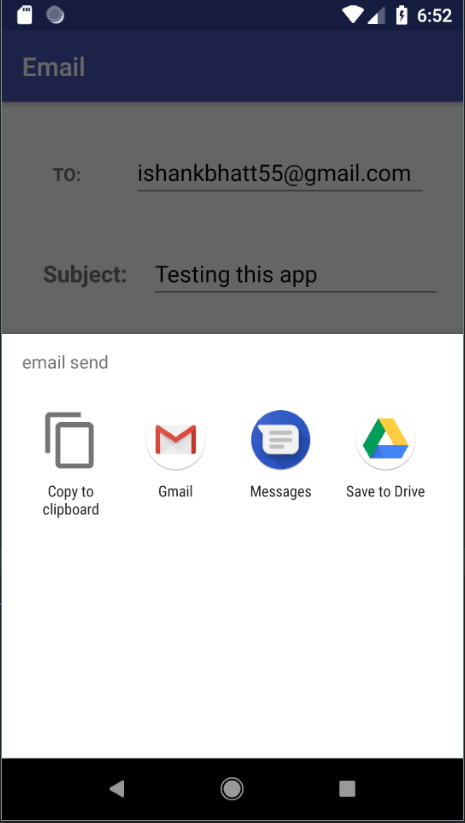 6:52
Email
TO: ishankbhatt55@gmail.com
Subject: Testing this app
email send
Copy to
clipboard
Gmail
Messages
Save to Drive